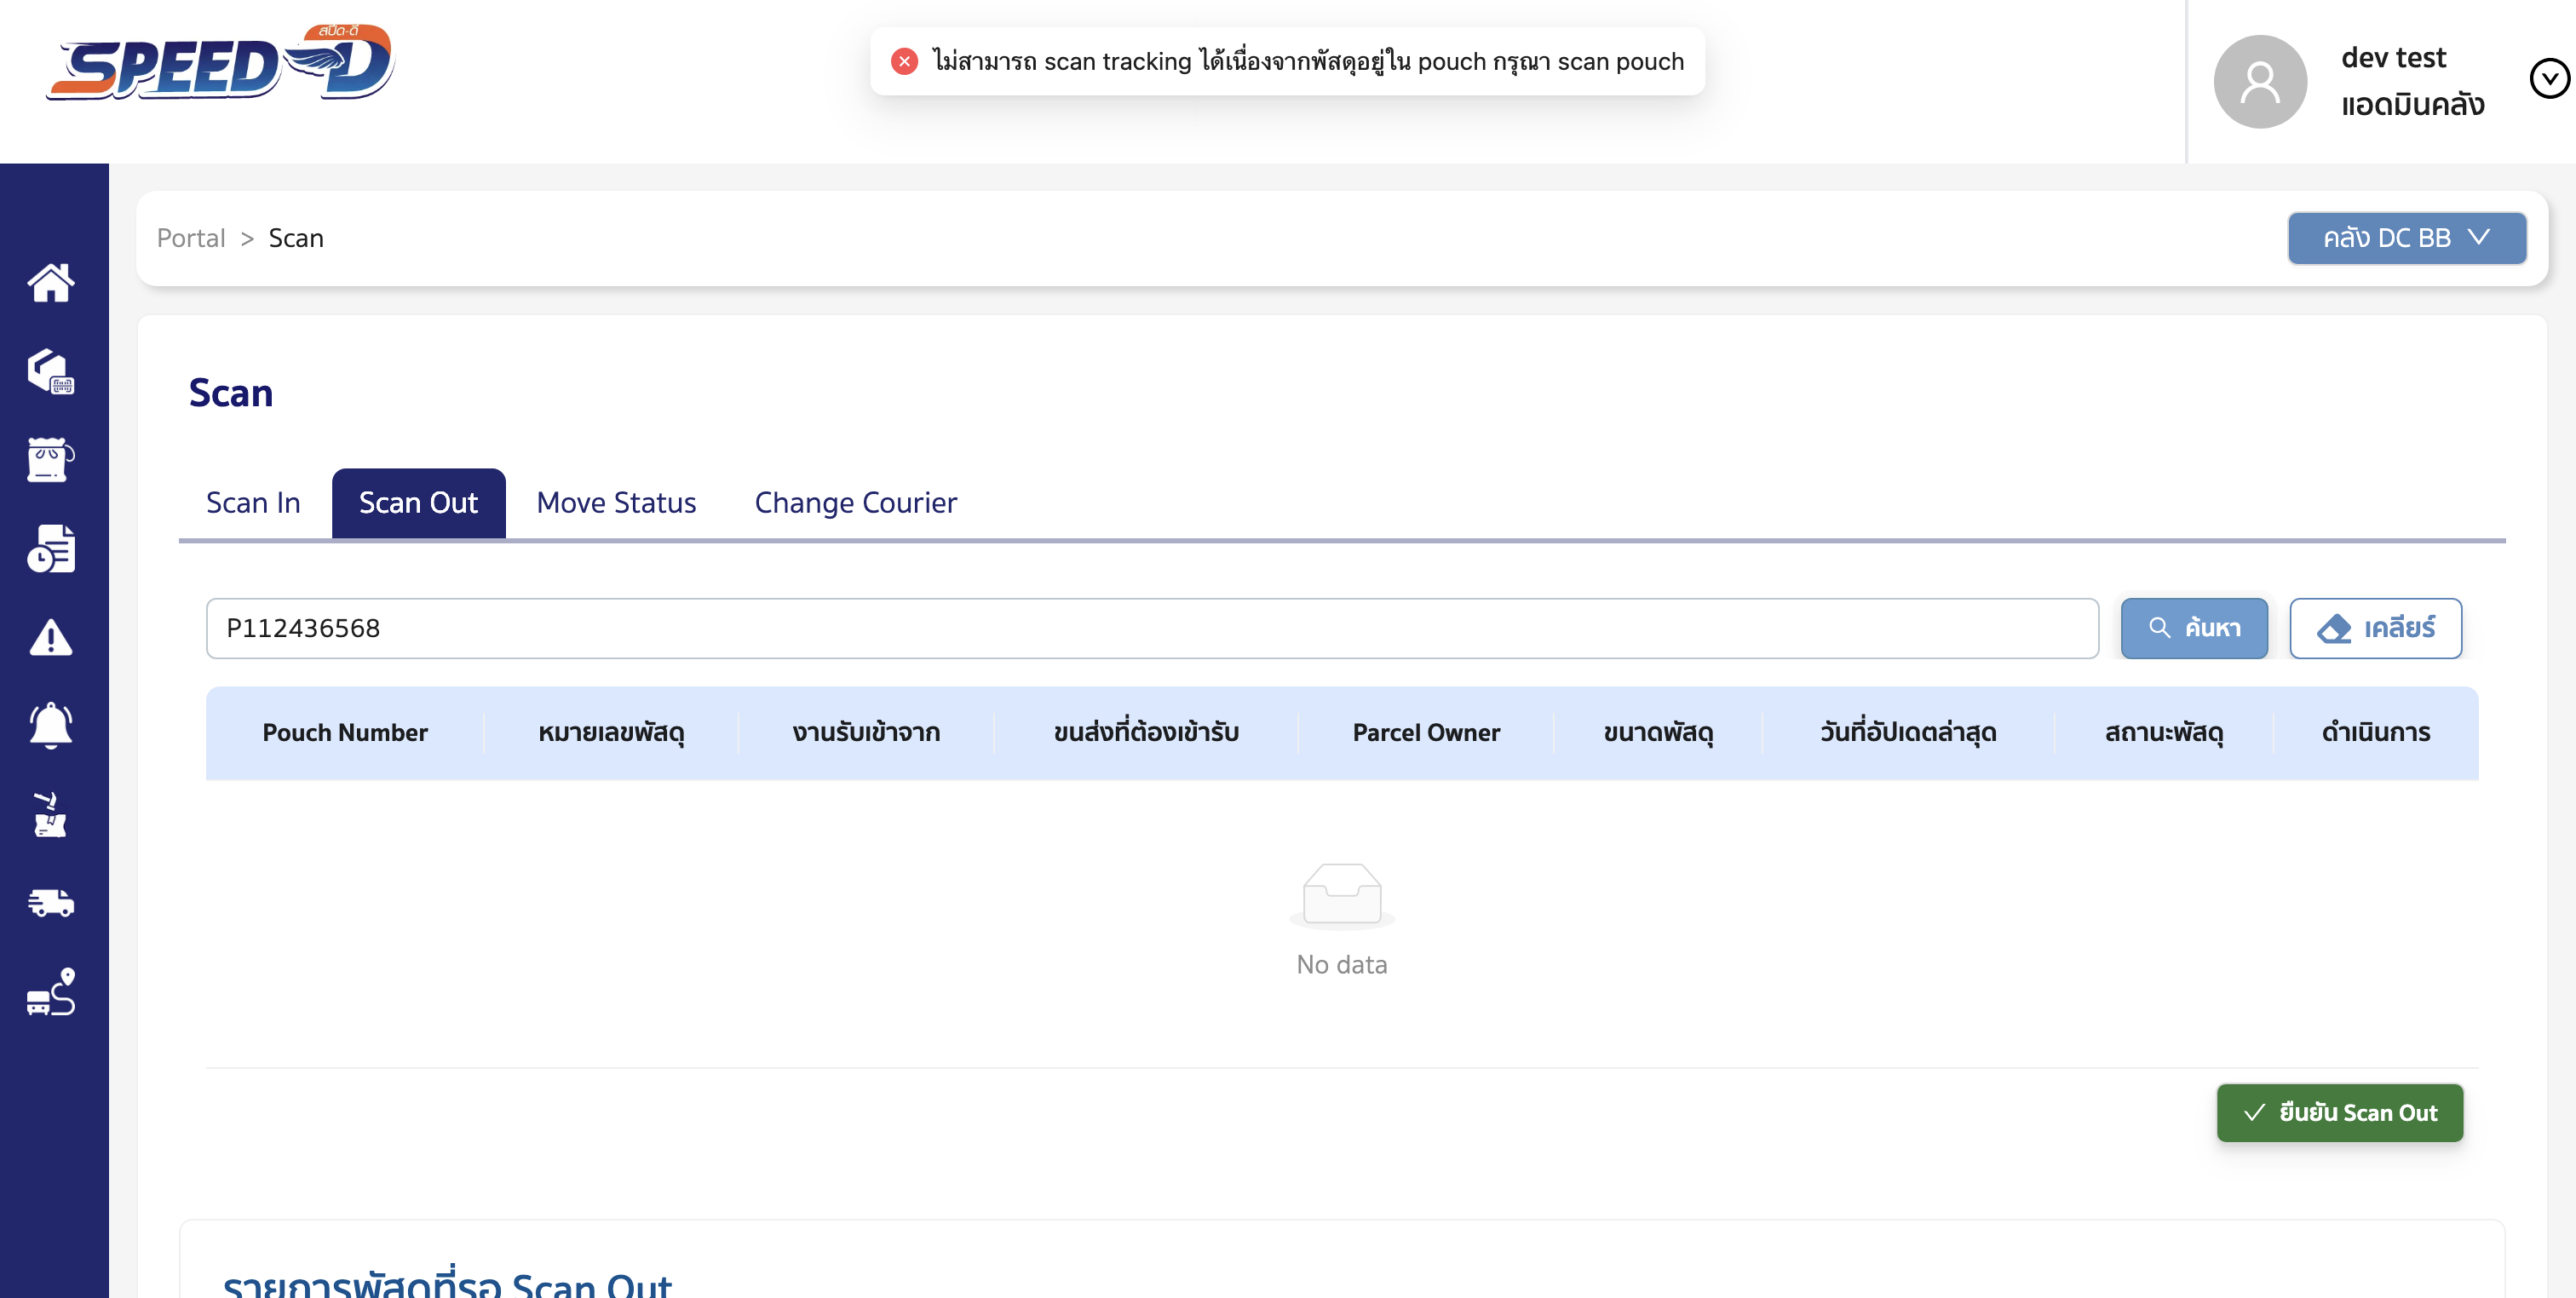 SPEED-D
สปีด-ดี
ไม่สามารถ scan tracking ได้เนื่องจากพัสดุอยู่ใน pouch กรุณา scan pouch
dev test
แอดมินคลัง
Portal > Scan
คลัง DC BB
Scan
Scan In
Scan Out
Move Status
Change Courier
P112436568
ค้นหา
เคลียร์
Pouch Number
หมายเลขพัสดุ
งานรับเข้าจาก
ขนส่งที่ต้องเข้ารับ
Parcel Owner
ขนาดพัสดุ
วันที่อัปเดตล่าสุด
สถานะพัสดุ
ดำเนินการ
No data
ยืนยัน Scan Out
รายการพัสดุที่รอ Scan Out